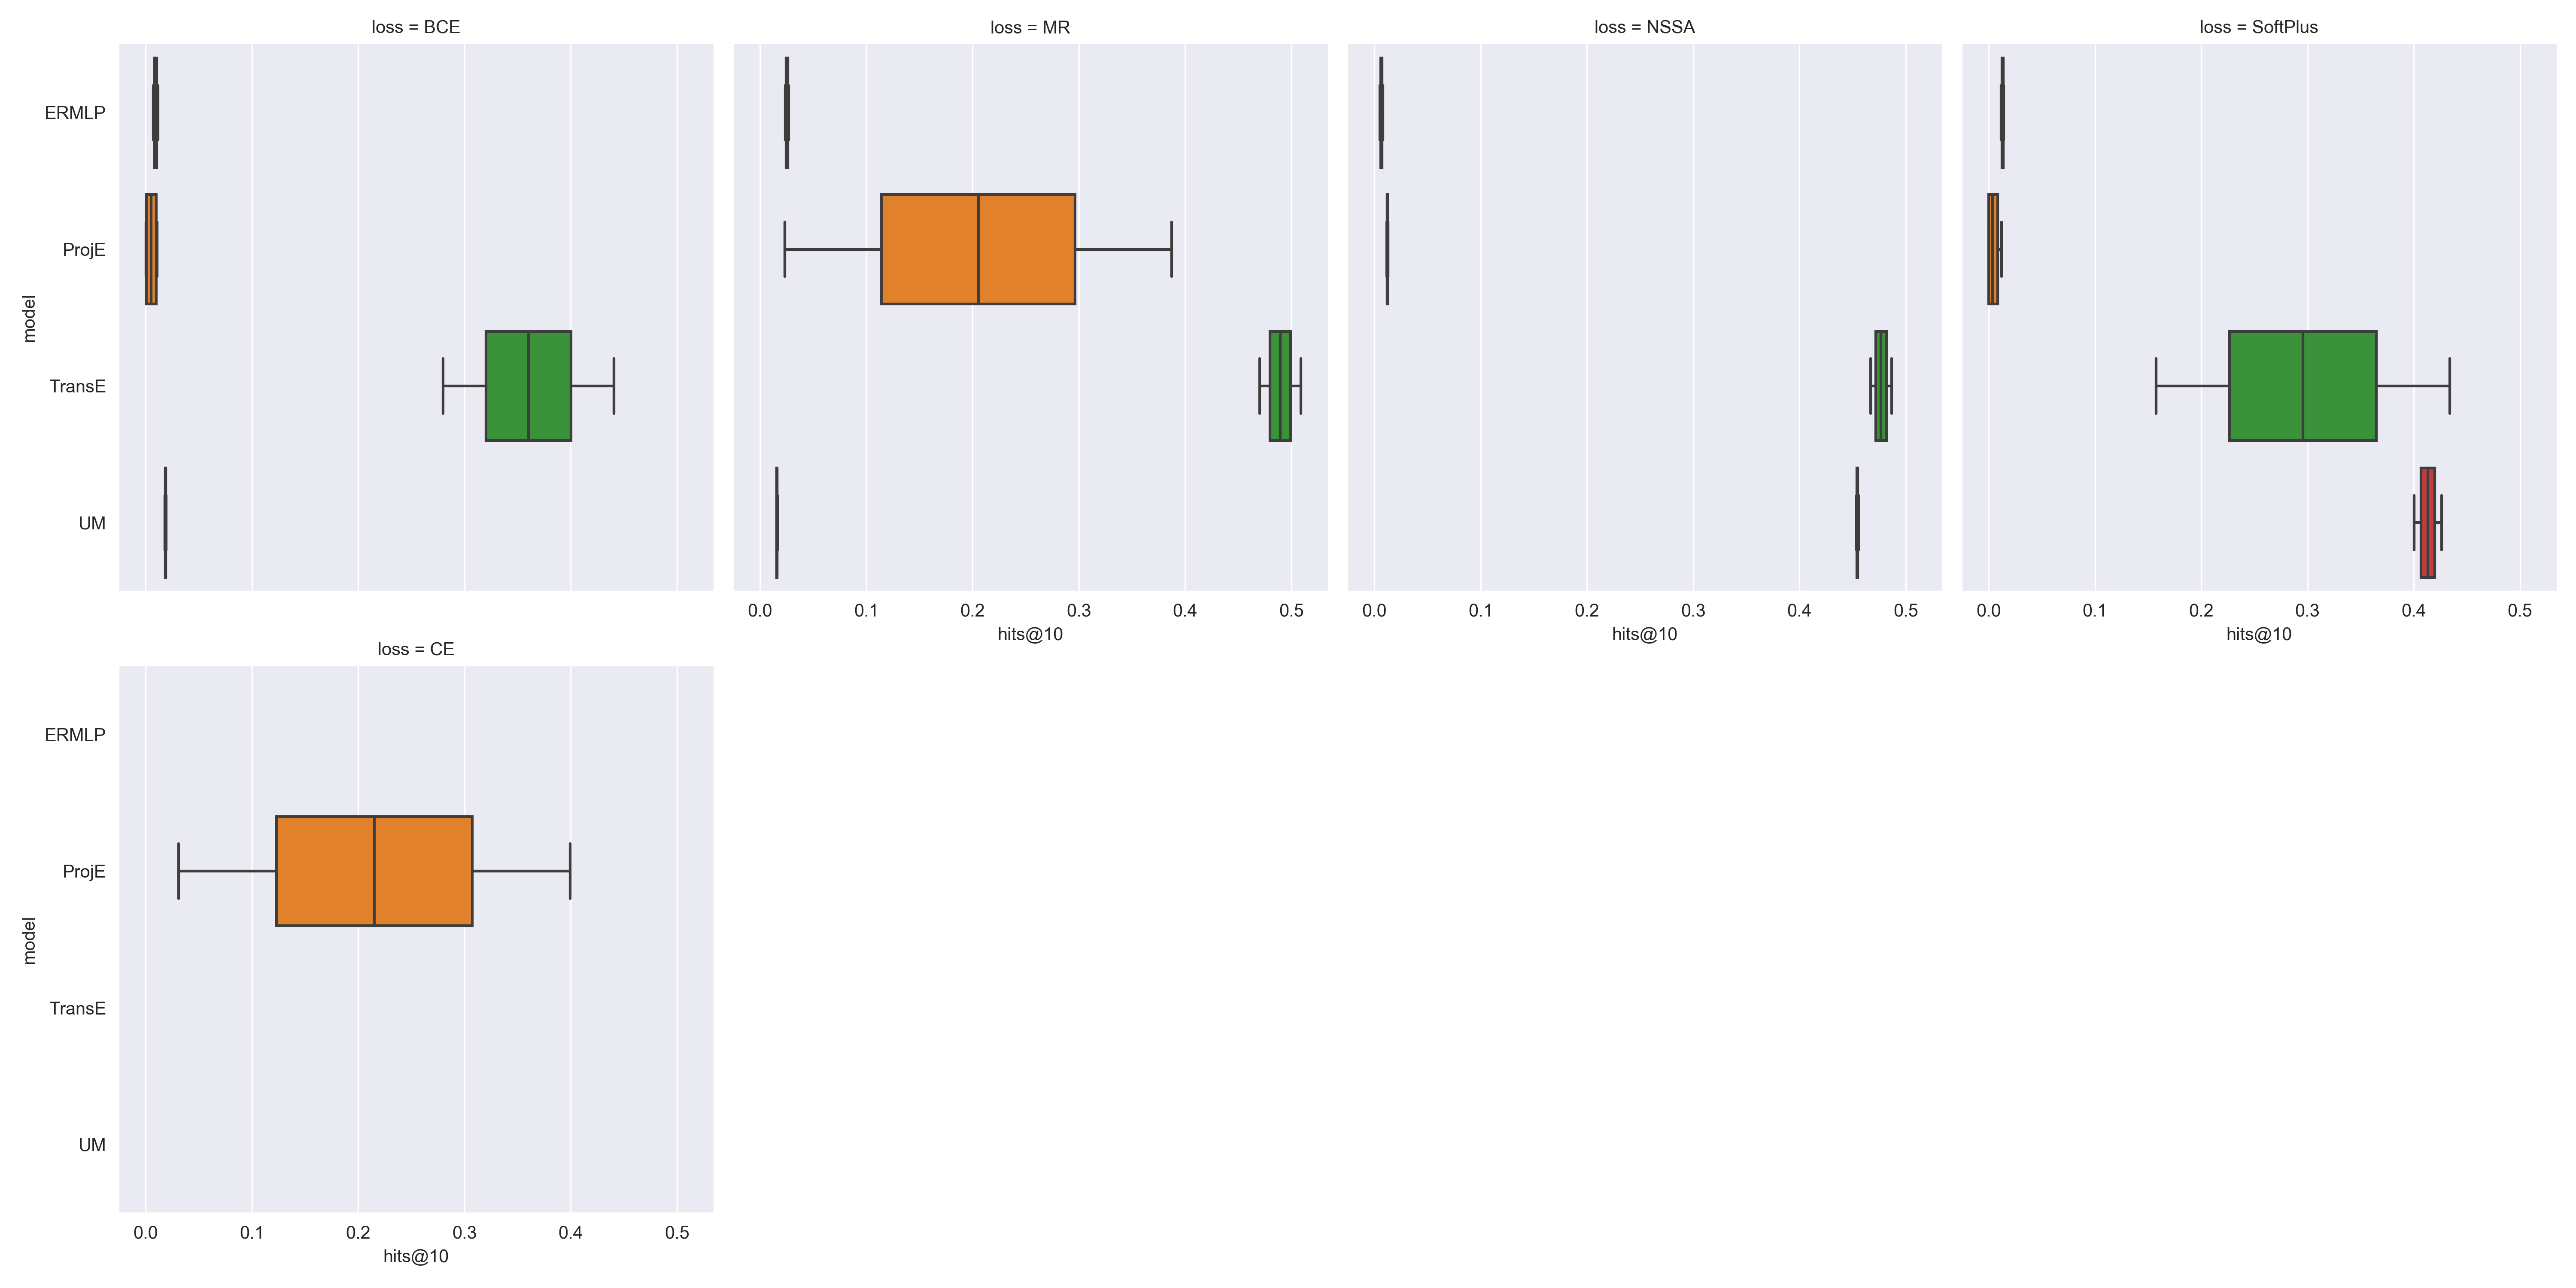 loss = BCE
loss = MR
loss = NSSA
loss = SoftPlus
model
ERMLP
ProjE
TransE
UM
0.0 0.1 0.2 0.3 0.4 0.5
hits@10
0.0 0.1 0.2 0.3 0.4 0.5
hits@10
0.0 0.1 0.2 0.3 0.4 0.5
hits@10
loss = CE
model
ERMLP
ProjE
TransE
UM
0.0 0.1 0.2 0.3 0.4 0.5
hits@10